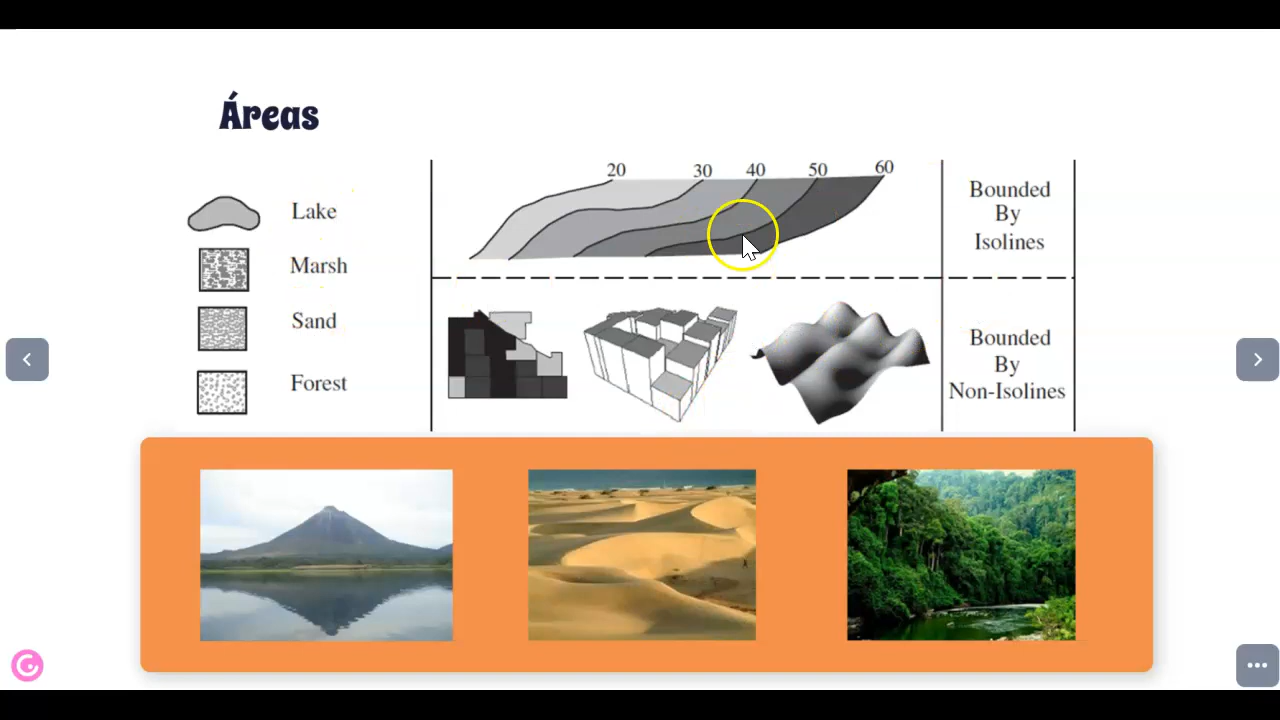 Áreas
Lake
Marsh
Sand
Forest
20 30 40 50 60
Bounded
By
Isolines
Bounded
By
Non-Isolines